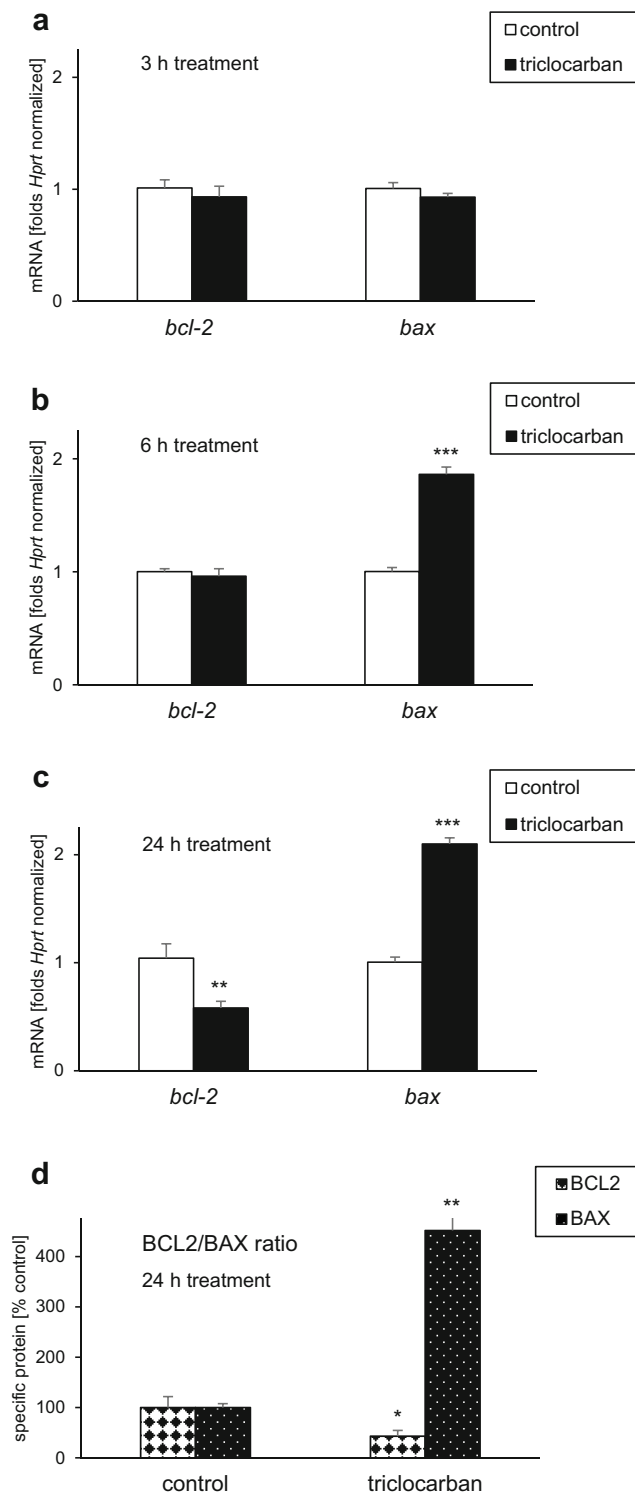 a
control
triclocarban
3 h treatment
mRNA [folds Hprt normalized]
2
1
0
bcl-2
bax
b
control
triclocarban
6 h treatment
***
mRNA [folds Hprt normalized]
2
1
0
bcl-2
bax
c
control
triclocarban
24 h treatment
***
**
mRNA [folds Hprt normalized]
2
1
0
bcl-2
bax
d
BCL2
BAX
BCL2/BAX ratio
24 h treatment
**
*
specific protein [% control]
400
300
200
100
0
control
triclocarban